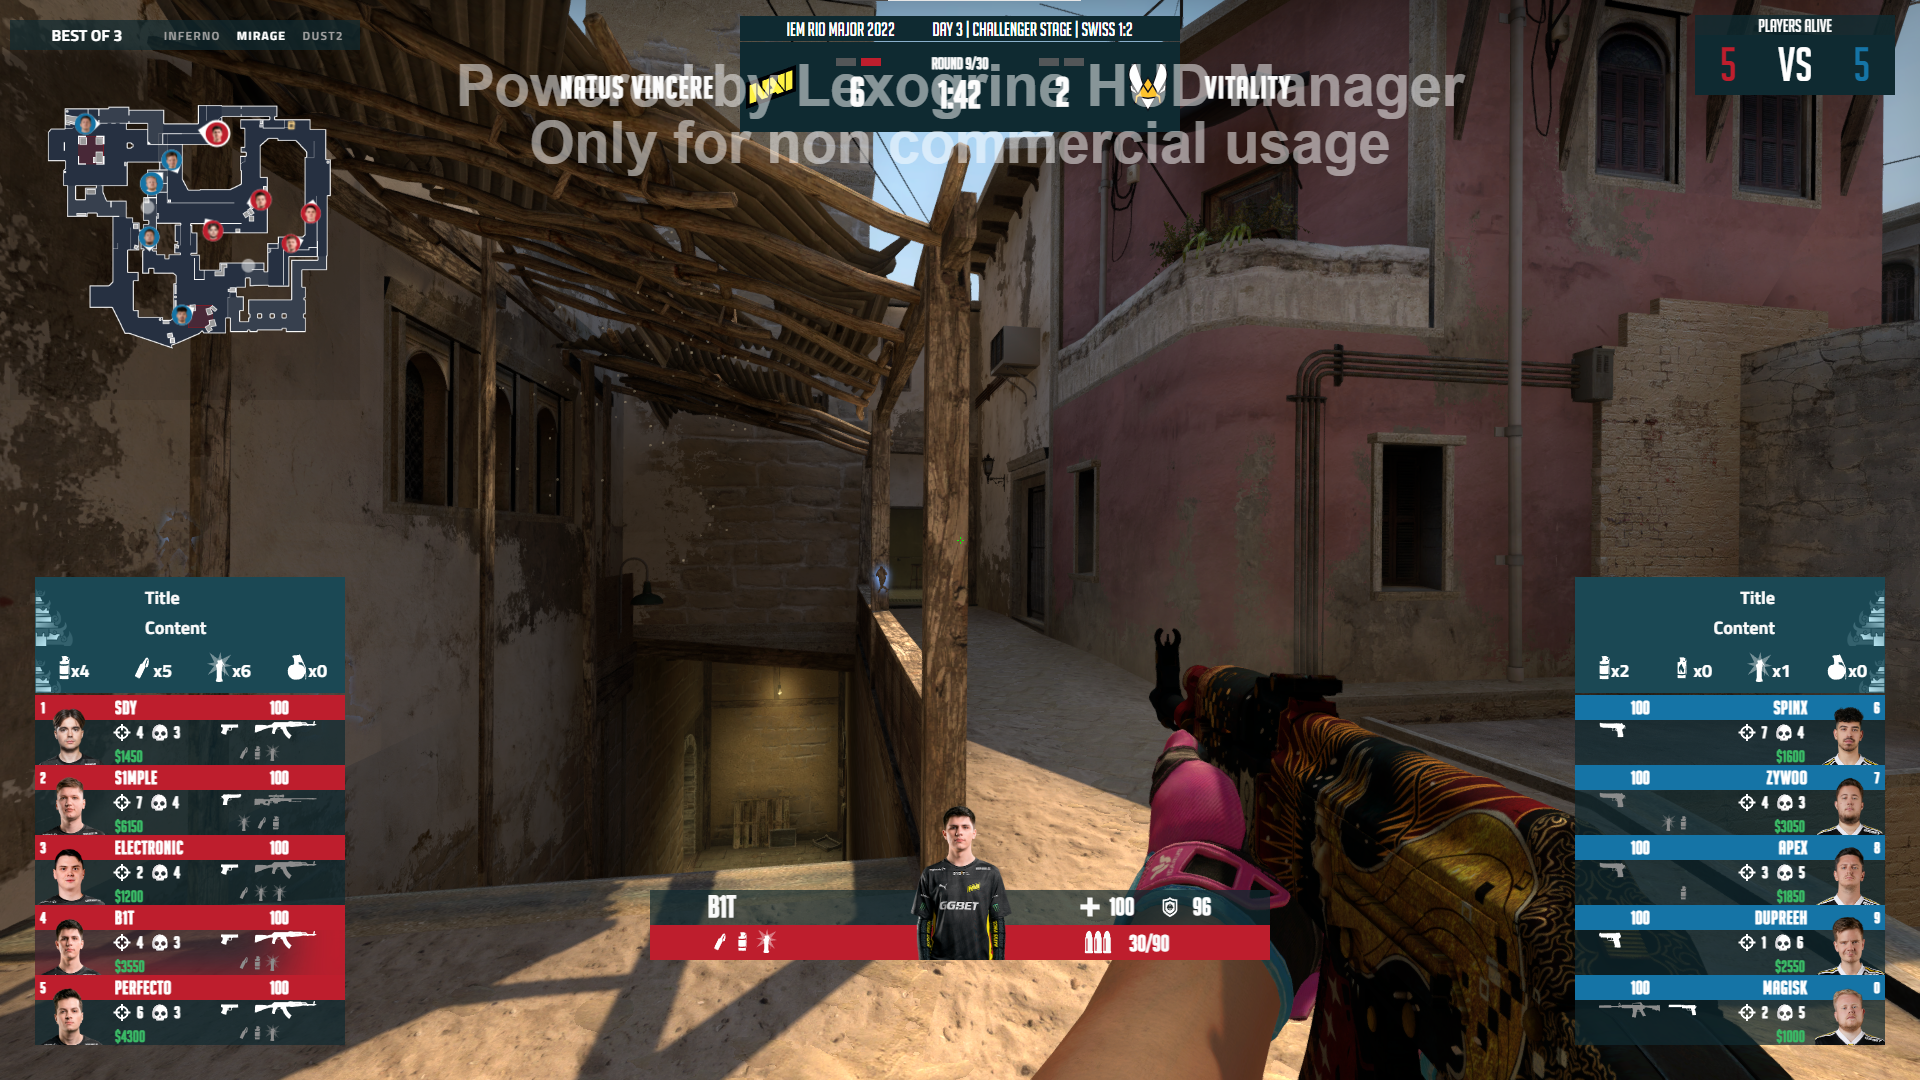 BEST OF 3 INFERNO MIRAGE DUST2
IEM RIO MAJOR 2022 DAY 3 | CHALLENGER STAGE | SWISS 1:2
ROUND 9/30
NATUS VINCERE 6 1:42 2 VITALITY
PLAYERS ALIVE
5 VS 5
Powered by Lexogrine HUD Manager
Only for non commercial usage
Title
Content
x4 x5 x6 x0
1 SDY 100
4 3
$1450
2 S1MPLE 100
7 4
$6150
3 ELECTRONIC 100
2 4
$1200
4 B1T 100
4 3
$3550
5 PERFECTO 100
6 3
$4300
B1T 100 96
30/90
GGBET
Title
Content
x2 x0 x1 x0
100 SPINX 6
7 4
$1600
100 ZYWOO 7
4 3
$3050
100 APEX 8
3 5
$1850
100 DUPREEH 9
1 6
$2550
100 MAGISK 0
2 5
$1000